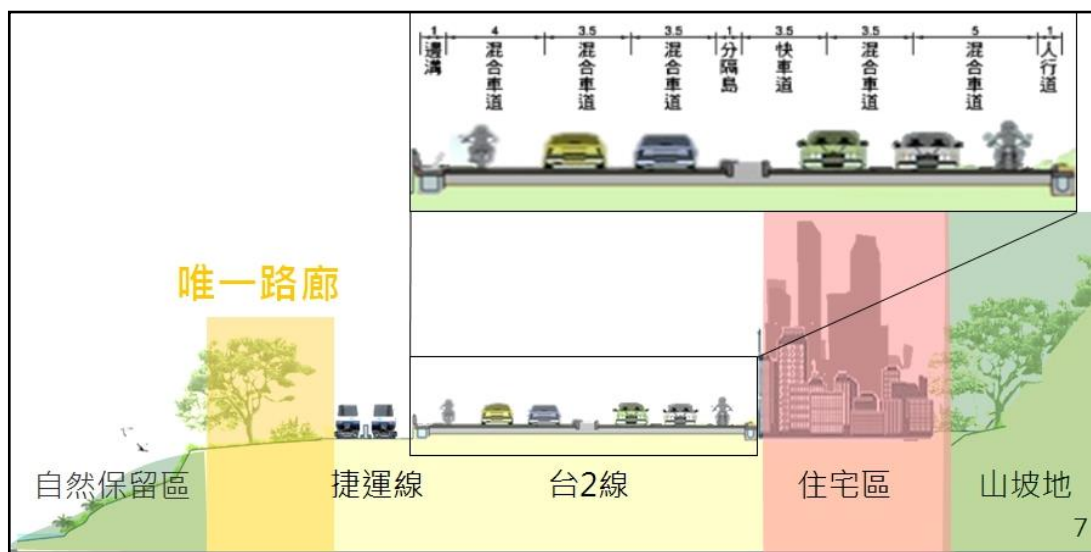 1 4 3.5 3.5 1 3.5 3.5 5 1
邊溝
混合車道
混合車道
混合車道
分隔島
快車道
混合車道
混合車道
人行道
唯一路廊
自然保留區
捷運線
台2線
住宅區
山坡地
7